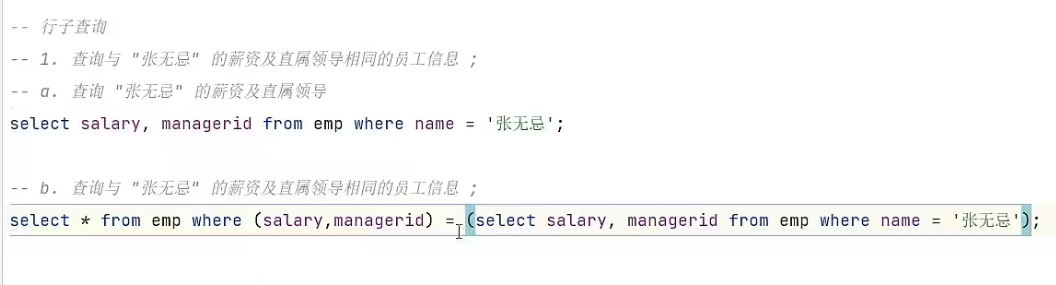 -- 行子查询
-- 1. 查询与 "张无忌" 的薪资及直属领导相同的员工信息 ;
-- a. 查询 "张无忌" 的薪资及直属领导
select salary, managerid from emp where name = '张无忌';
-- b. 查询与 "张无忌" 的薪资及直属领导相同的员工信息 ;
select * from emp where (salary,managerid) = (select salary, managerid from emp where name = '张无忌');